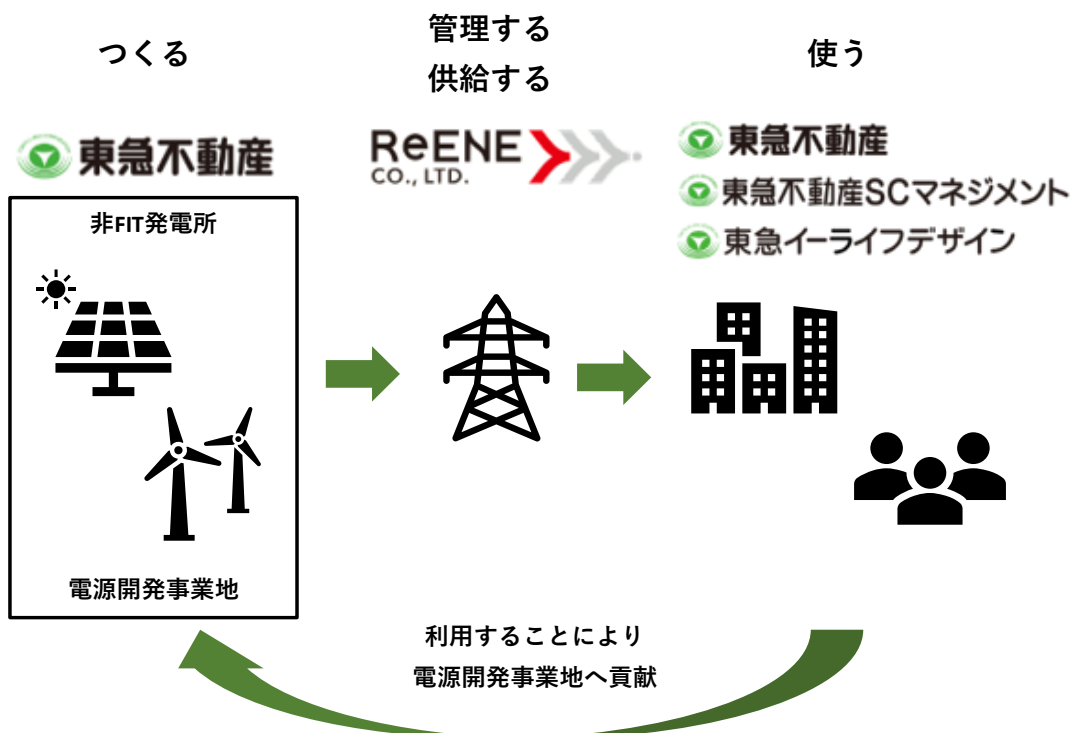 つくる
管理する
供給する
使う
東急不動産
ReENE
CO., LTD.
東急不動産
東急不動産SCマネジメント
東急イーライフデザイン
非FIT発電所
電源開発事業地
利用することにより
電源開発事業地へ貢献